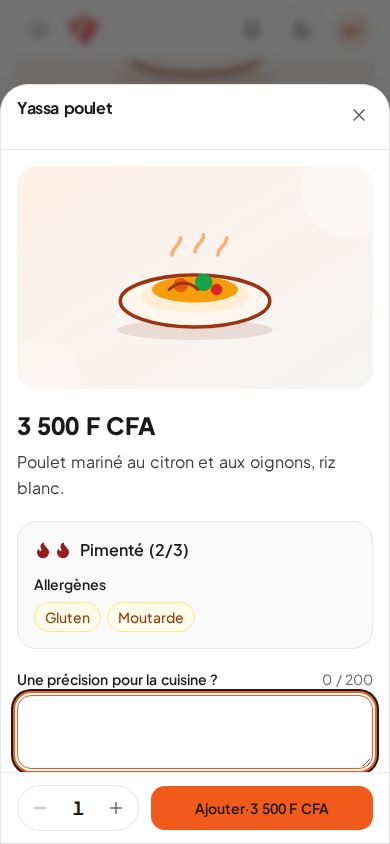 Yassa poulet
3 500 F CFA
Poulet mariné au citron et aux oignons, riz
blanc.
Pimenté (2/3)
Allergènes
Gluten Moutarde
Une précision pour la cuisine ? 0 / 200
1 Ajouter·3 500 F CFA